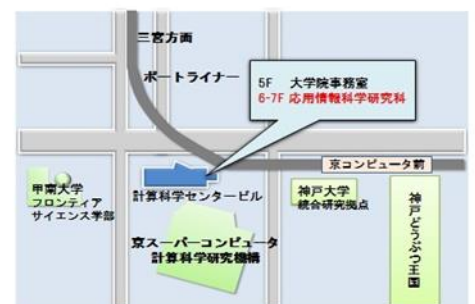 三宮方面
ポートライナー
5F 大学院事務室
6-7F 応用情報科学研究科
京コンピュータ前
甲南大学
フロンティア
サイエンス学部
計算科学センタービル
神戸大学
統合研究拠点
神戸どうぶつ王国
京スーパーコンピュータ
計算科学研究機構